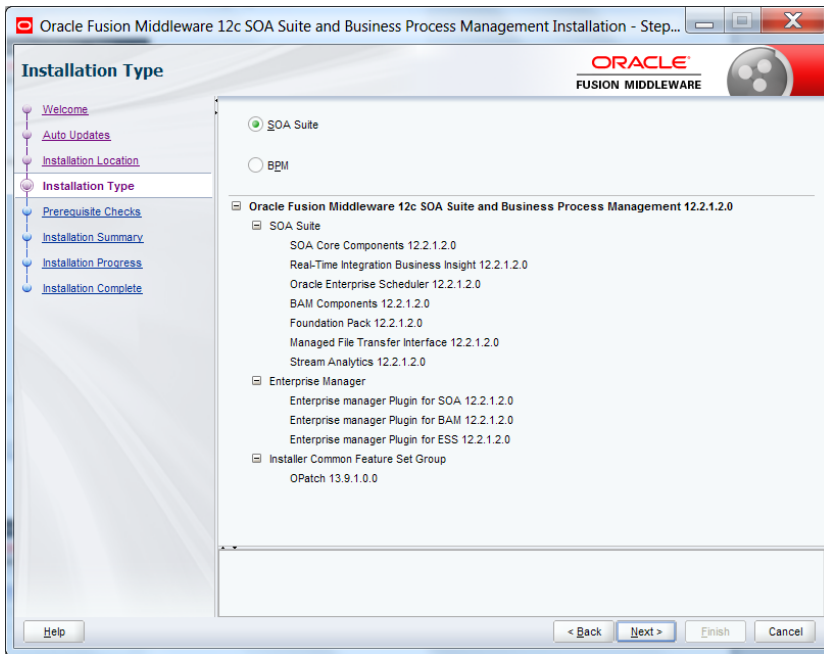 Oracle Fusion Middleware 12c SOA Suite and Business Process Management Installation - Step...
Installation Type
ORACLE
FUSION MIDDLEWARE
Welcome
Auto Updates
Installation Location
Installation Type
Prerequisite Checks
Installation Summary
Installation Progress
Installation Complete
SOA Suite
BPM
Oracle Fusion Middleware 12c SOA Suite and Business Process Management 12.2.1.2.0
SOA Suite
SOA Core Components 12.2.1.2.0
Real-Time Integration Business Insight 12.2.1.2.0
Oracle Enterprise Scheduler 12.2.1.2.0
BAM Components 12.2.1.2.0
Foundation Pack 12.2.1.2.0
Managed File Transfer Interface 12.2.1.2.0
Stream Analytics 12.2.1.2.0
Enterprise Manager
Enterprise manager Plugin for SOA 12.2.1.2.0
Enterprise manager Plugin for BAM 12.2.1.2.0
Enterprise manager Plugin for ESS 12.2.1.2.0
Installer Common Feature Set Group
OPatch 13.9.1.0.0
Help
< Back
Next >
Finish
Cancel